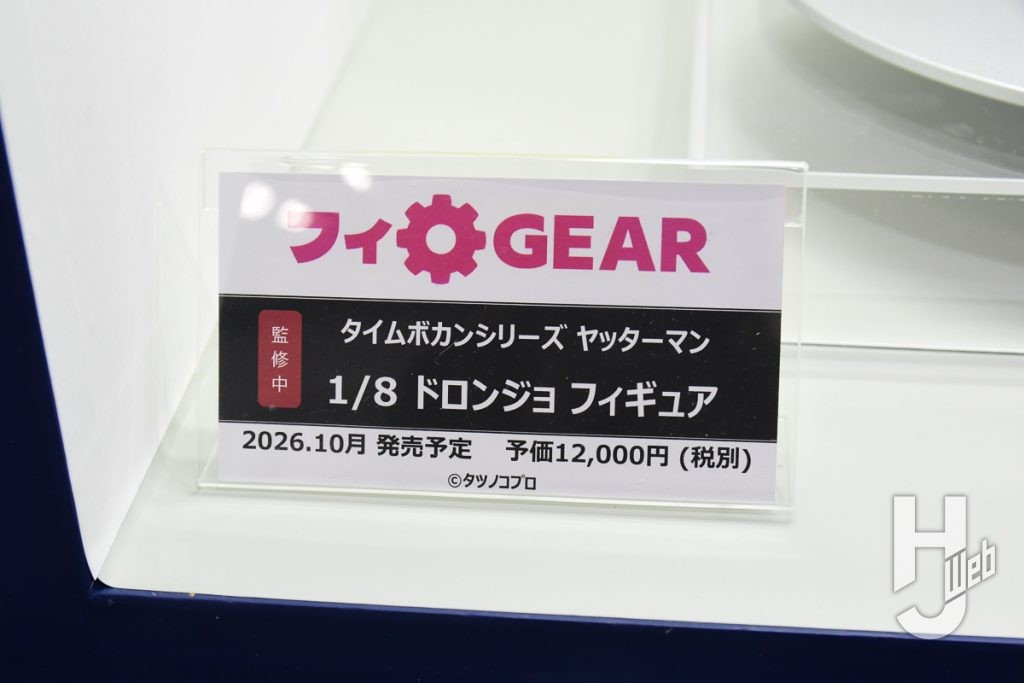 フィGEAR
監修中
タイムボカンシリーズ ヤッターマン
1/8 ドロンジョ フィギュア
2026.10月 発売予定 予価12,000円 (税別)
©タツノコプロ
HJ Web